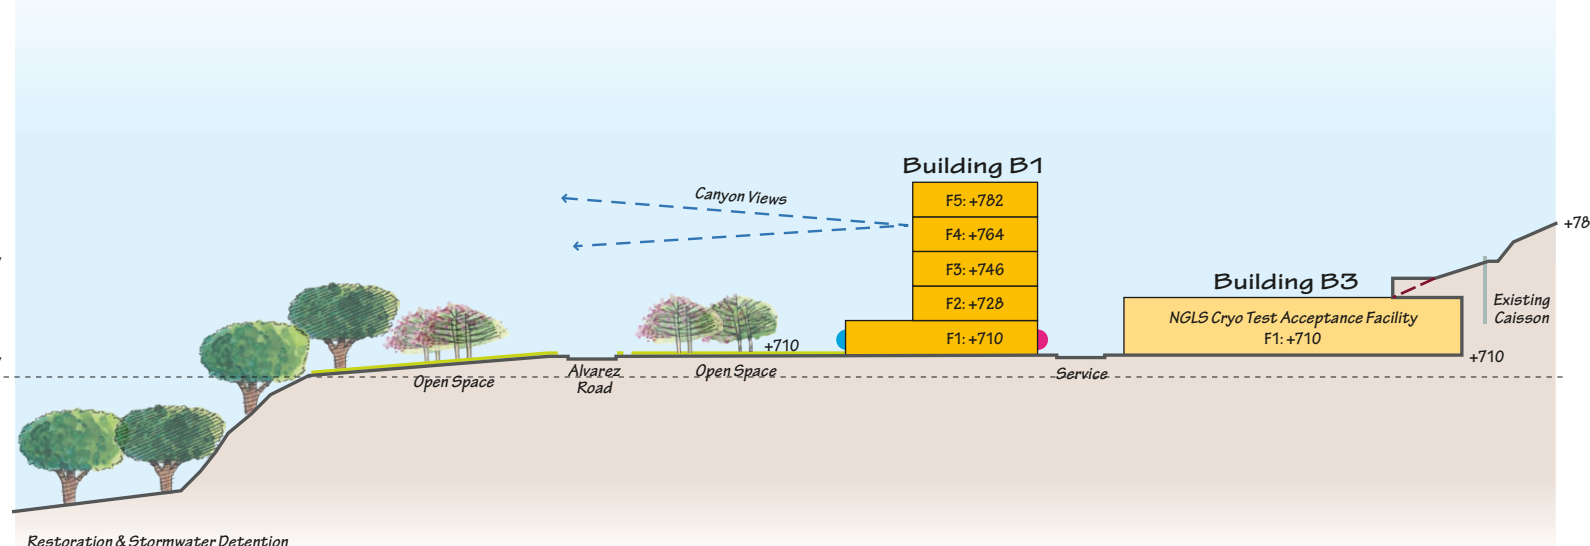 Building B1
F5: +782
Canyon Views
F4: +764
F3: +746
F2: +728
F1: +710
+710
Building B3
NGLS Cryo Test Acceptance Facility
F1: +710
+78
Existing
Caisson
+710
Open Space
Alvarez
Road
Open Space
Service
Restoration & Stormwater Detention